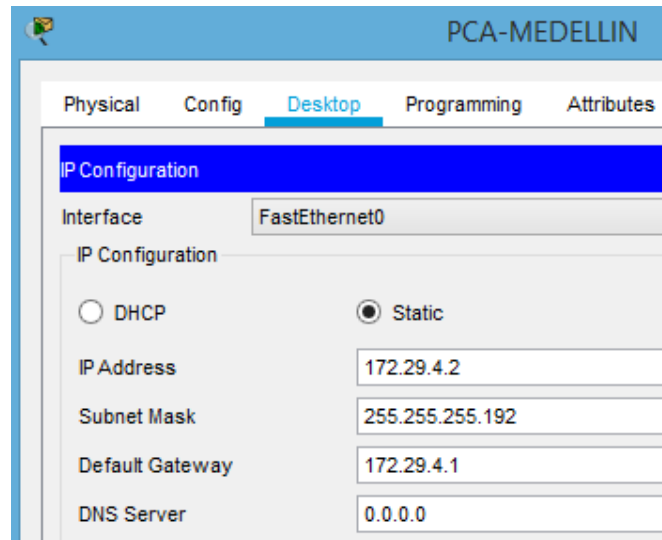 PCA-MEDELLIN
Physical Config Desktop Programming Attributes
IP Configuration
Interface FastEthernet0
IP Configuration
DHCP Static
IP Address 172.29.4.2
Subnet Mask 255.255.255.192
Default Gateway 172.29.4.1
DNS Server 0.0.0.0